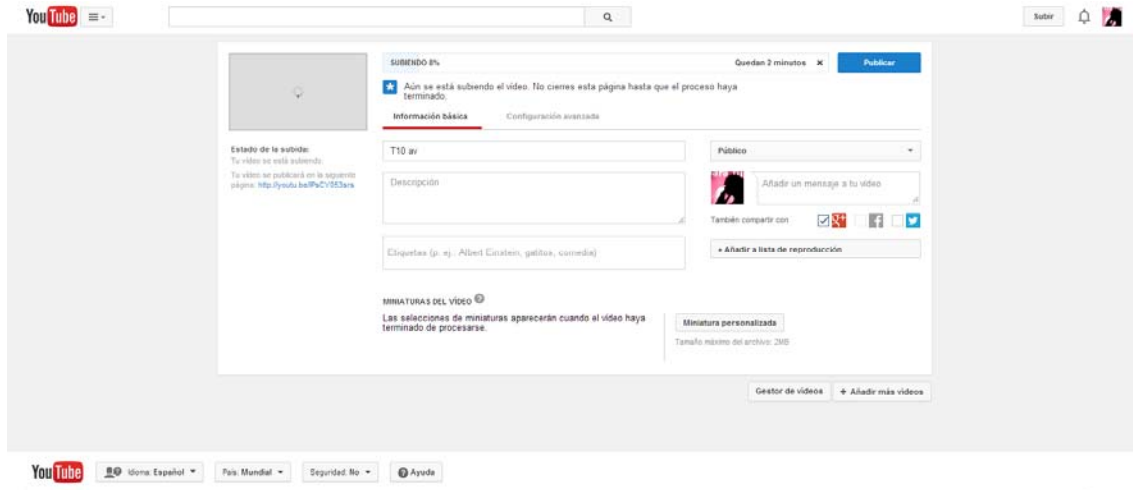 YouTube
Subir
SUBIENDO 8%
Quedan 2 minutos x
Publicar
Aún se está subiendo el vídeo. No cierres esta página hasta que el proceso haya
terminado.
Información básica
Configuración avanzada
Estado de la subida:
Tu vídeo se está subiendo.
Tu vídeo se publicará en la siguiente
página:
T10 av
Descripción
Etiquetas (p. ej.: Albert Einstein, gatitos, comedia)
Público
Añadir un mensaje a tu vídeo
También compartir con
+ Añadir a lista de reproducción
MINIATURAS DEL VÍDEO ?
Las selecciones de miniaturas aparecerán cuando el vídeo haya
terminado de procesarse.
Miniatura personalizada
Tamaño máximo del archivo: 2MB
Gestor de vídeos
+ Añadir más vídeos
YouTube
Idioma: Español
País: Mundial
Seguridad: No
Ayuda